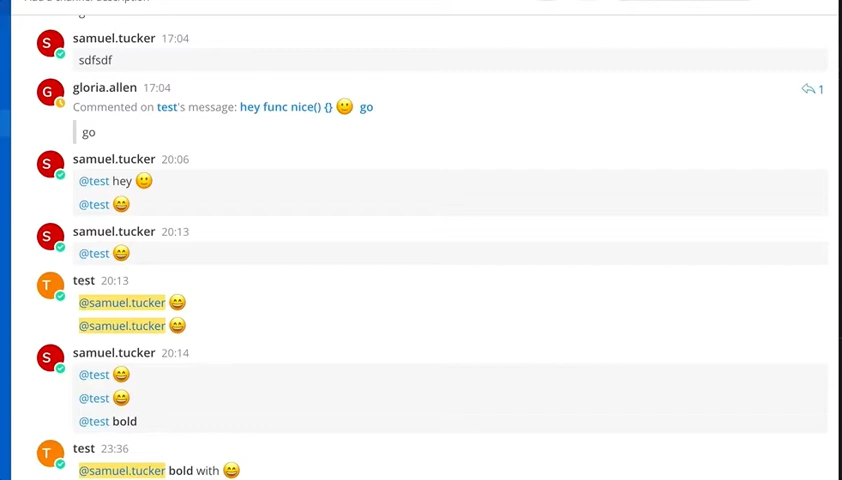 samuel.tucker 17:04
sdfsdf
gloria.allen 17:04
1
Commented on test's message: hey func nice() {} 🙂 go
go
samuel.tucker 20:06
@test hey 🙂
@test 😄
samuel.tucker 20:13
@test 😄
test 20:13
@samuel.tucker 😄
@samuel.tucker 😄
samuel.tucker 20:14
@test 😄
@test 😄
@test bold
test 23:36
@samuel.tucker bold with 😄
S
G
S
S
T
S
T